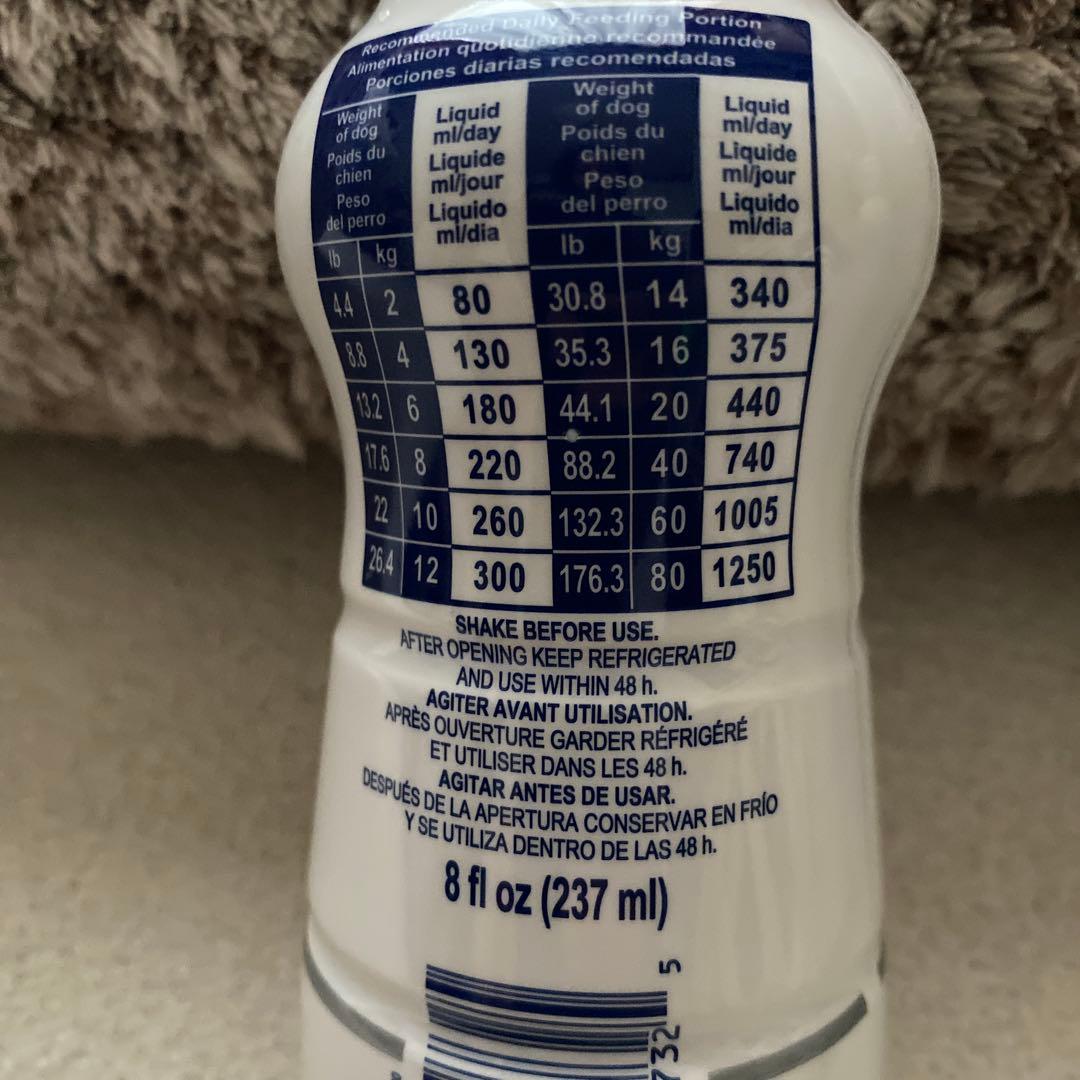 Recommended Daily Feeding Portion
Alimentation quotidienne recommandée
Porciones diarias recomendadas
Weight of dog Poids du chien Peso del perro
Liquid ml/day Liquide ml/jour Liquido ml/dia
Weight of dog Poids du chien Peso del perro
Liquid ml/day Liquide ml/jour Liquido ml/dia
lb kg lb kg
4.4 2 80 30.8 14 340
8.8 4 130 35.3 16 375
13.2 6 180 44.1 20 440
17.6 8 220 88.2 40 740
22 10 260 132.3 60 1005
26.4 12 300 176.3 80 1250
SHAKE BEFORE USE.
AFTER OPENING KEEP REFRIGERATED
AND USE WITHIN 48 h.
AGITER AVANT UTILISATION.
APRÈS OUVERTURE GARDER RÉFRIGÉRÉ
ET UTILISER DANS LES 48 h.
AGITAR ANTES DE USAR.
DESPUÉS DE LA APERTURA CONSERVAR EN FRÍO
Y SE UTILIZA DENTRO DE LAS 48 h.
8 fl oz (237 ml)
732 5